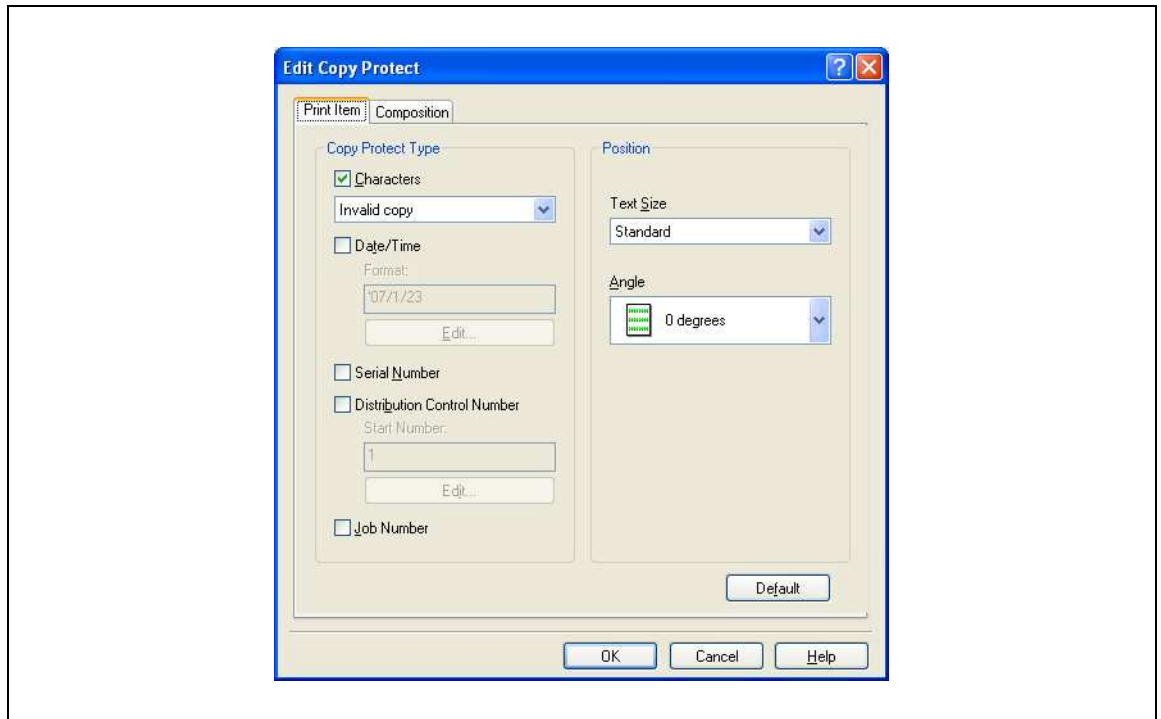 Edit Copy Protect
Print Item Composition
Copy Protect Type
Characters
Invalid copy
Date/Time
Format:
'07/1/23
Edit...
Serial Number
Distribution Control Number
Start Number:
1
Edit...
Job Number
Position
Text Size
Standard
Angle
0 degrees
Default
OK Cancel Help